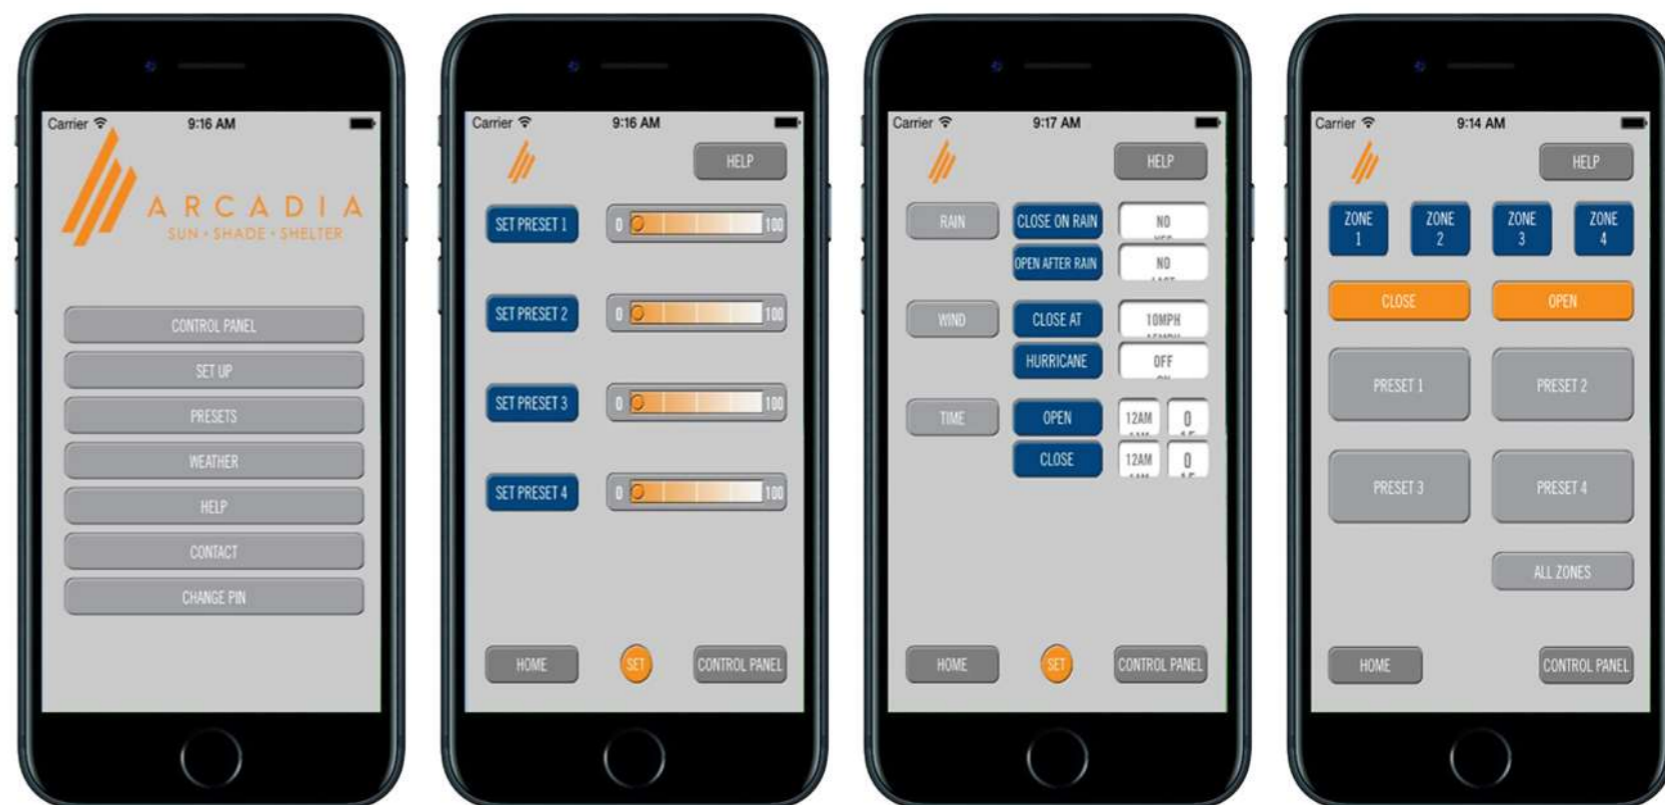 Carrier 9:16 AM
ARCADIA
SUN • SHADE • SHELTER
CONTROL PANEL
SET UP
PRESETS
WEATHER
HELP
CONTACT
CHANGE PIN
Carrier 9:16 AM
HELP
SET PRESET 1 0 100
SET PRESET 2 0 100
SET PRESET 3 0 100
SET PRESET 4 0 100
HOME SET CONTROL PANEL
Carrier 9:17 AM
HELP
RAIN CLOSE ON RAIN NO
OPEN AFTER RAIN NO
WIND CLOSE AT 10MPH
HURRICANE OFF
TIME OPEN 12AM 0
CLOSE 12AM 0
HOME SET CONTROL PANEL
Carrier 9:14 AM
HELP
ZONE 1 ZONE 2 ZONE 3 ZONE 4
CLOSE OPEN
PRESET 1 PRESET 2
PRESET 3 PRESET 4
ALL ZONES
HOME CONTROL PANEL